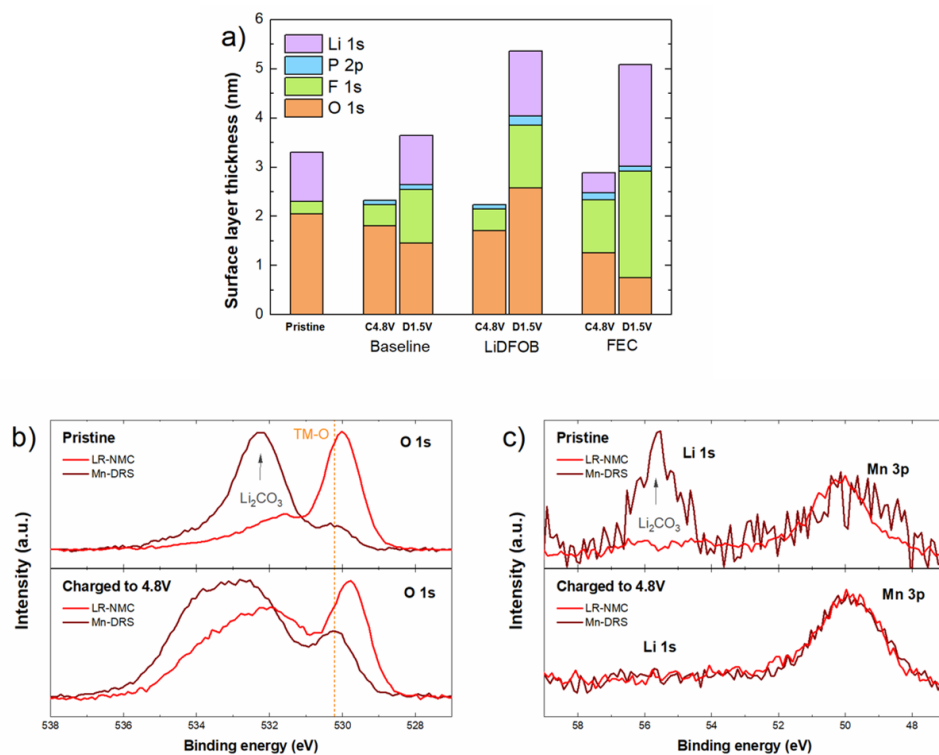 a)
Surface layer thickness (nm)
6
5
4
3
2
1
0
Li 1s
P 2p
F 1s
O 1s
Pristine
C4.8V D1.5V
C4.8V D1.5V
C4.8V D1.5V
Baseline
LiDFOB
FEC
b)
Intensity (a.u.)
Pristine
LR-NMC
Mn-DRS
TM-O
O 1s
Li₂CO₃
Charged to 4.8V
LR-NMC
Mn-DRS
O 1s
538 536 534 532 530 528
Binding energy (eV)
c)
Intensity (a.u.)
Pristine
LR-NMC
Mn-DRS
Li 1s
Mn 3p
Li₂CO₃
Charged to 4.8V
LR-NMC
Mn-DRS
Mn 3p
Li 1s
58 56 54 52 50 48
Binding energy (eV)